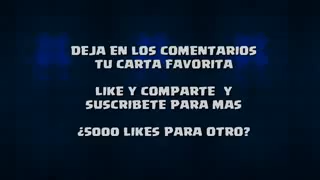 DEJA EN LOS COMENTARIOS
TU CARTA FAVORITA
LIKE Y COMPARTE Y
SUSCRIBETE PARA MAS
¿5000 LIKES PARA OTRO?